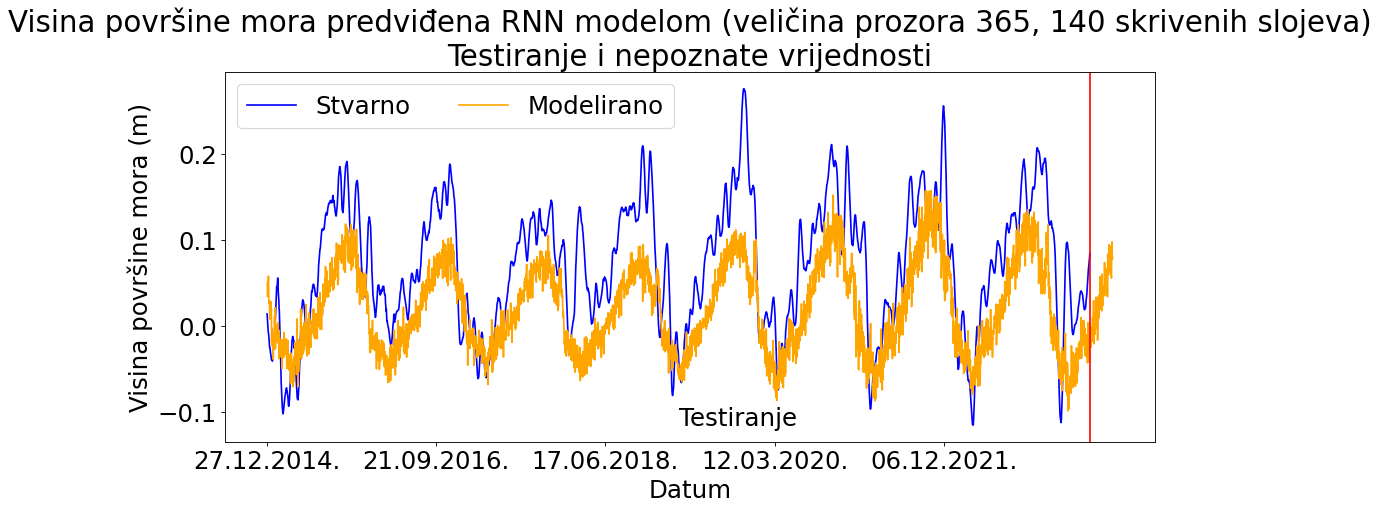 Visina površine mora predviđena RNN modelom (veličina prozora 365, 140 skrivenih slojeva)
Testiranje i nepoznate vrijednosti
Stvarno Modelirano
Visina površine mora (m)
0.2
0.1
0.0
−0.1
Testiranje
27.12.2014. 21.09.2016. 17.06.2018. 12.03.2020. 06.12.2021.
Datum